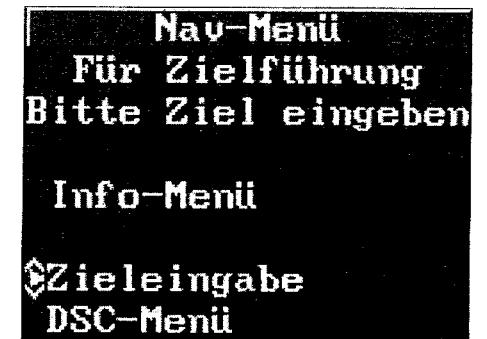 Nav-Menü
Für Zielführung
Bitte Ziel eingeben
Info-Menü
Zieleingabe
DSC-Menü